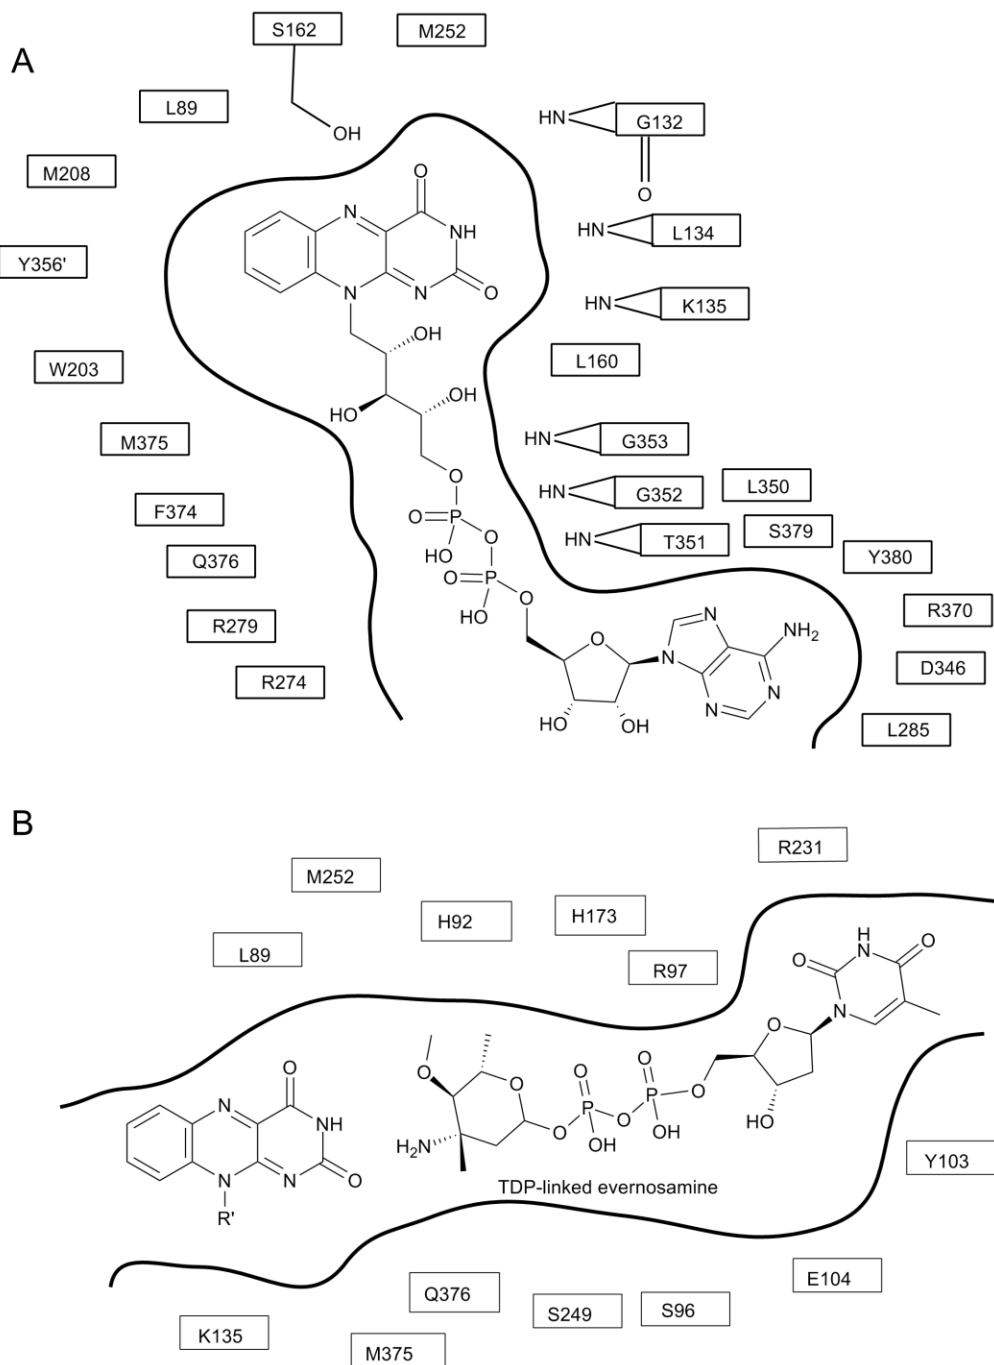 A
S162
M252
L89
OH
HN
G132
O
M208
HN
L134
Y356'
HN
K135
O
N
NH
N
N
O
L160
W203
OH
HO
OH
M375
HN
G353
O
HN
G352
L350
F374
O
P
O
HO
HN
T351
S379
Q376
O
P
O
HO
Y380
R279
R370
O
N
N
NH2
N
N
R274
D346
HO
OH
L285
B
R231
M252
H92
H173
L89
R97
H
N
O
O
N
O
O
O
O
O
O
N
NH
O
P
O
P
O
OH
OH
HO
H2N
N
N
O
Y103
TDP-linked evernosamine
R'
E104
Q376
S249
S96
K135
M375